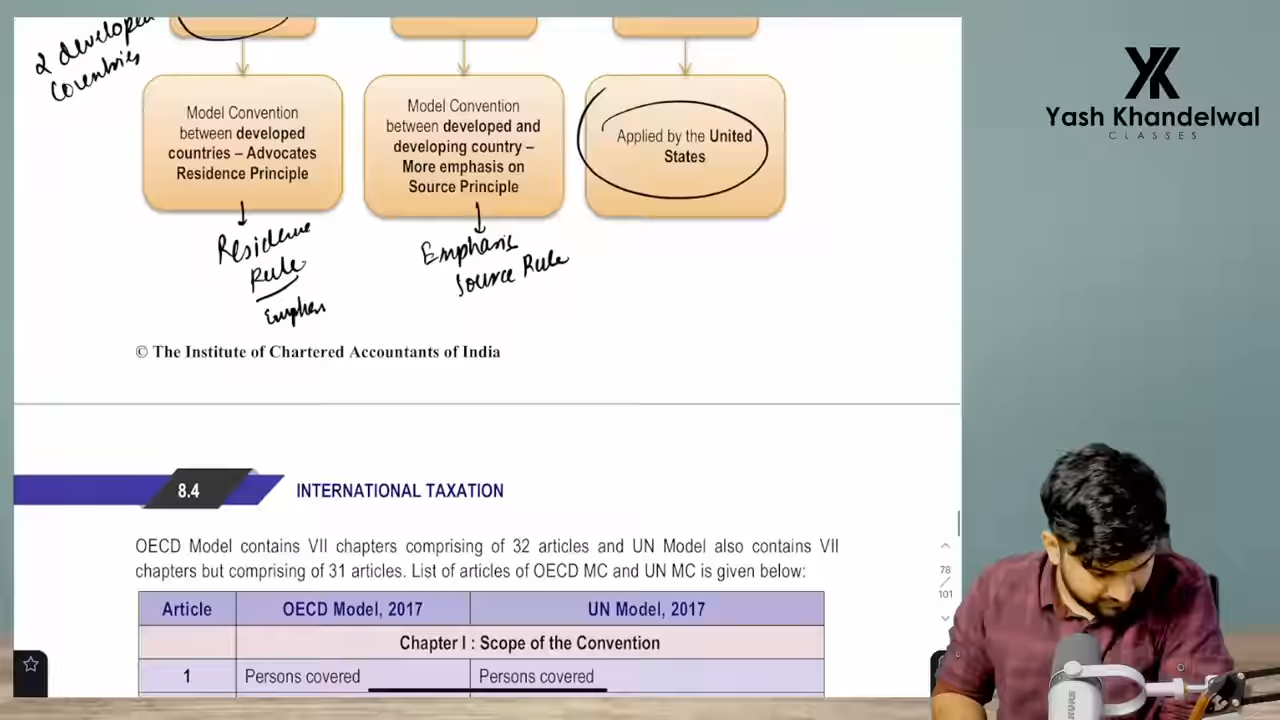 2 developed
Countries
Model Convention
between developed
countries – Advocates
Residence Principle
Model Convention
between developed and
developing country –
More emphasis on
Source Principle
Applied by the United
States
Residence
Rule
Emphasis
Source Rule
© The Institute of Chartered Accountants of India
8.4 INTERNATIONAL TAXATION
OECD Model contains VII chapters comprising of 32 articles and UN Model also contains VII
chapters but comprising of 31 articles. List of articles of OECD MC and UN MC is given below:
Article OECD Model, 2017 UN Model, 2017
Chapter I : Scope of the Convention
1 Persons covered Persons covered
78
/
101
YK
Yash Khandelwal
CLASSES